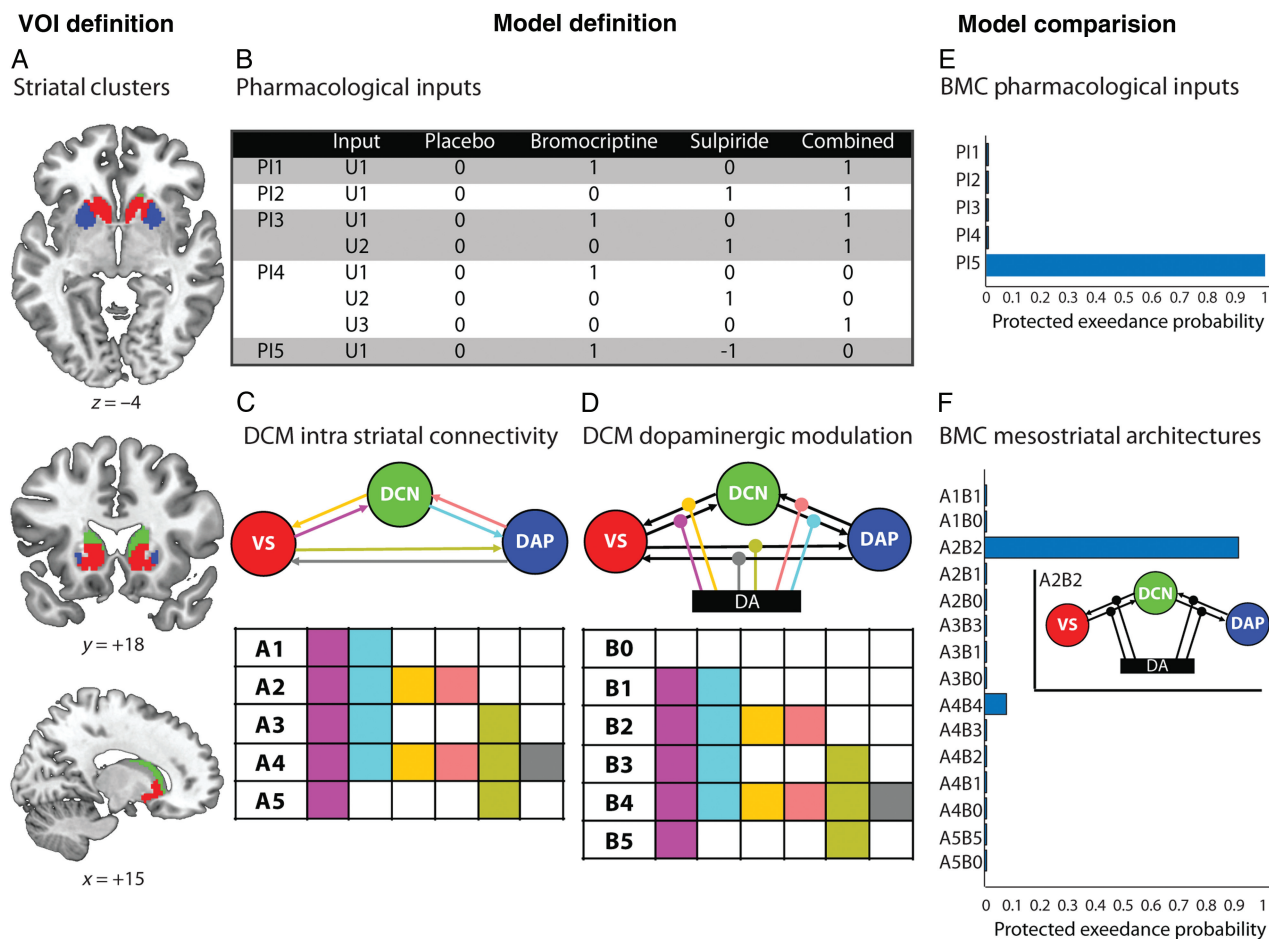 VOI definition
Model definition
Model comparision
A
Striatal clusters
z = –4
y = +18
x = +15
B
Pharmacological inputs
Input Placebo Bromocriptine Sulpiride Combined
PI1 U1 0 1 0 1
PI2 U1 0 0 1 1
PI3 U1 0 1 0 1
U2 0 0 1 1
PI4 U1 0 1 0 0
U2 0 0 1 0
U3 0 0 0 1
PI5 U1 0 1 -1 0
C
DCM intra striatal connectivity
DCN
VS
DAP
A1
A2
A3
A4
A5
D
DCM dopaminergic modulation
DCN
VS
DAP
DA
B0
B1
B2
B3
B4
B5
E
BMC pharmacological inputs
PI1
PI2
PI3
PI4
PI5
0 0.1 0.2 0.3 0.4 0.5 0.6 0.7 0.8 0.9 1
Protected exeedance probability
F
BMC mesostriatal architectures
A1B1
A1B0
A2B2
A2B1
A2B0
A3B3
A3B1
A3B0
A4B4
A4B3
A4B2
A4B1
A4B0
A5B5
A5B0
A2B2
DCN
VS
DAP
DA
0 0.1 0.2 0.3 0.4 0.5 0.6 0.7 0.8 0.9 1
Protected exeedance probability